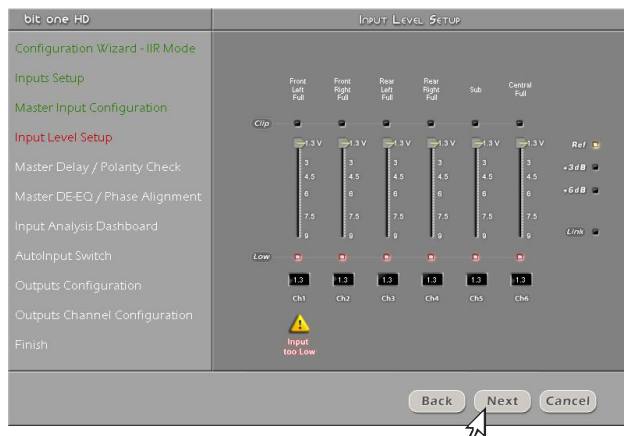 bit one HD
Input Level Setup
Configuration Wizard - IIR Mode
Inputs Setup
Master Input Configuration
Input Level Setup
Master Delay / Polarity Check
Master DE-EQ / Phase Alignment
Input Analysis Dashboard
AutoInput Switch
Outputs Configuration
Outputs Channel Configuration
Finish
Front Left Full
Front Right Full
Rear Left Full
Rear Right Full
Sub
Central Full
Clip
1.3 V 1.3 V 1.3 V 1.3 V 1.3 V 1.3 V
3 3 3 3 3 3
4.5 4.5 4.5 4.5 4.5 4.5
6 6 6 6 6 6
7.5 7.5 7.5 7.5 7.5 7.5
9 9 9 9 9 9
Ref
+3dB
+6dB
Link
Low
1.3 1.3 1.3 1.3 1.3 1.3
Ch1 Ch2 Ch3 Ch4 Ch5 Ch6
!
Input
too Low
Back Next Cancel